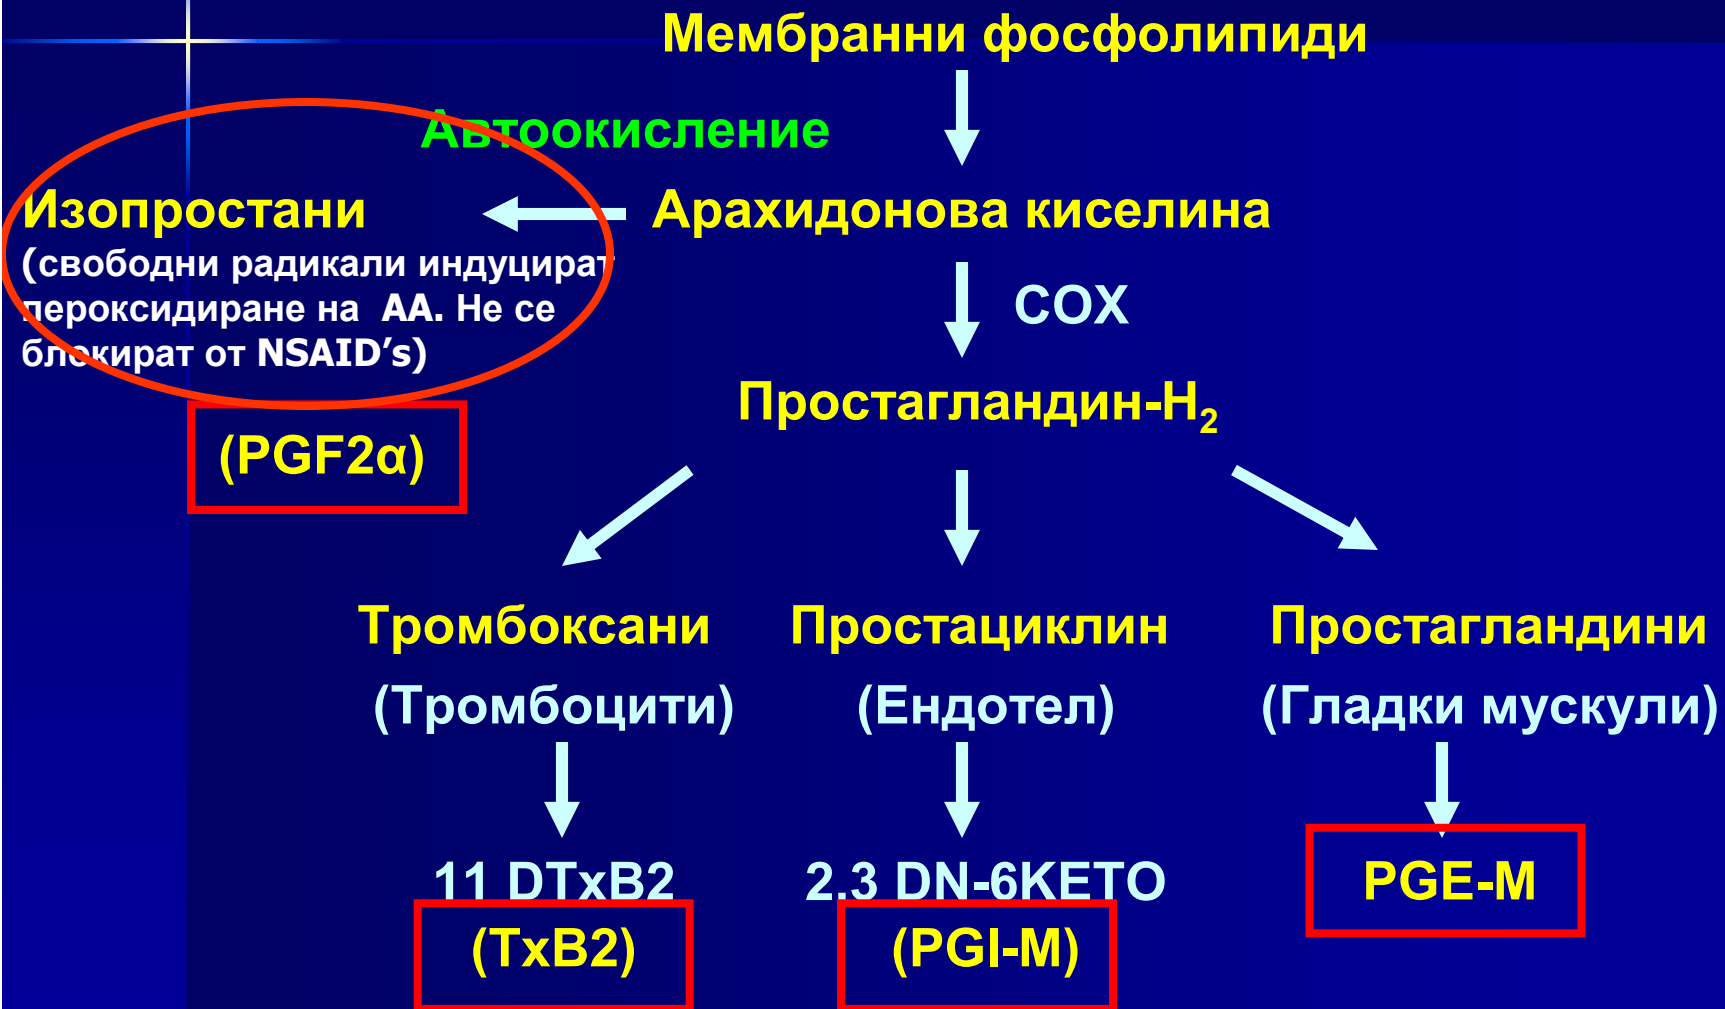 Мембранни фосфолипиди
Автоокисление
Изопростани
Арахидонова киселина
(свободни радикали индуцират
пероксидиране на АА. Не се
блокират от NSAID’s)
COX
Простагландин-Н₂
(PGF2α)
Тромбоксани
Простациклин
Простагландини
(Тромбоцити)
(Ендотел)
(Гладки мускули)
11 DTxB2
2,3 DN-6KETO
PGE-M
(TxB2)
(PGI-M)